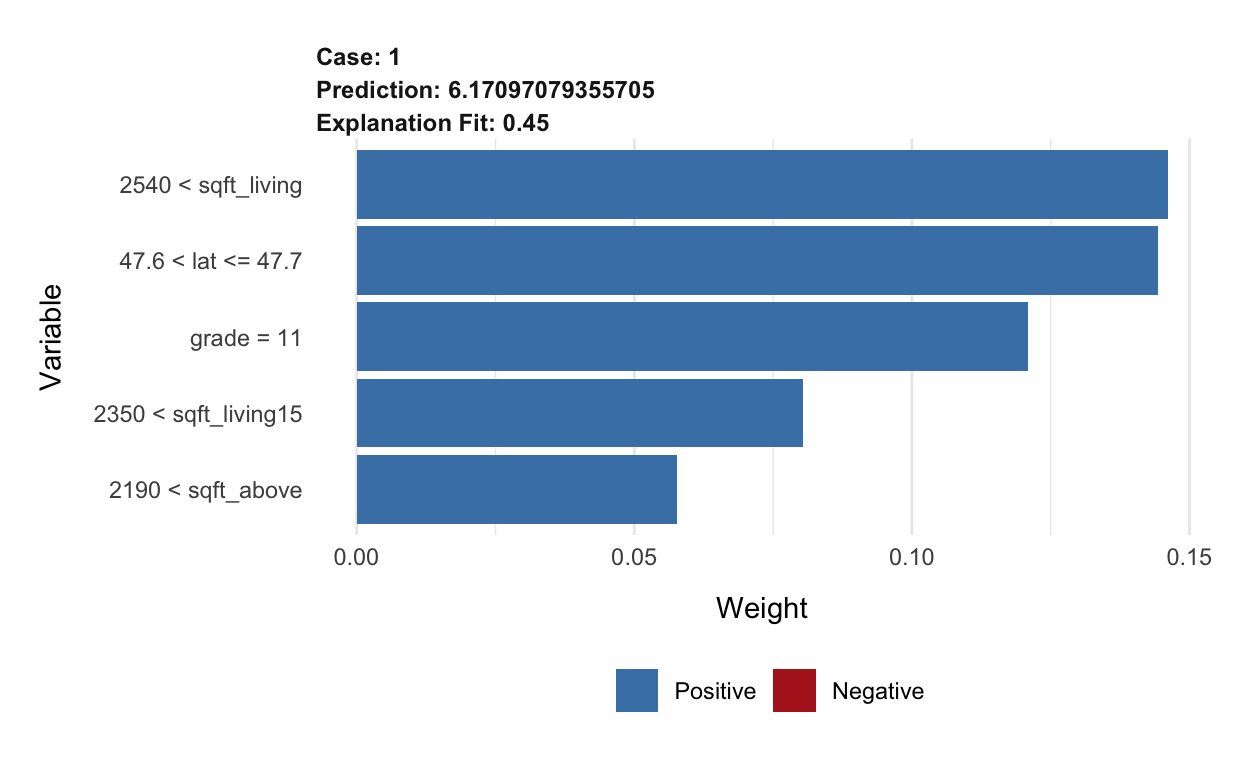 Case: 1
Prediction: 6.17097079355705
Explanation Fit: 0.45
Variable
2540 < sqft_living
47.6 < lat <= 47.7
grade = 11
2350 < sqft_living15
2190 < sqft_above
0.00 0.05 0.10 0.15
Weight
Positive Negative